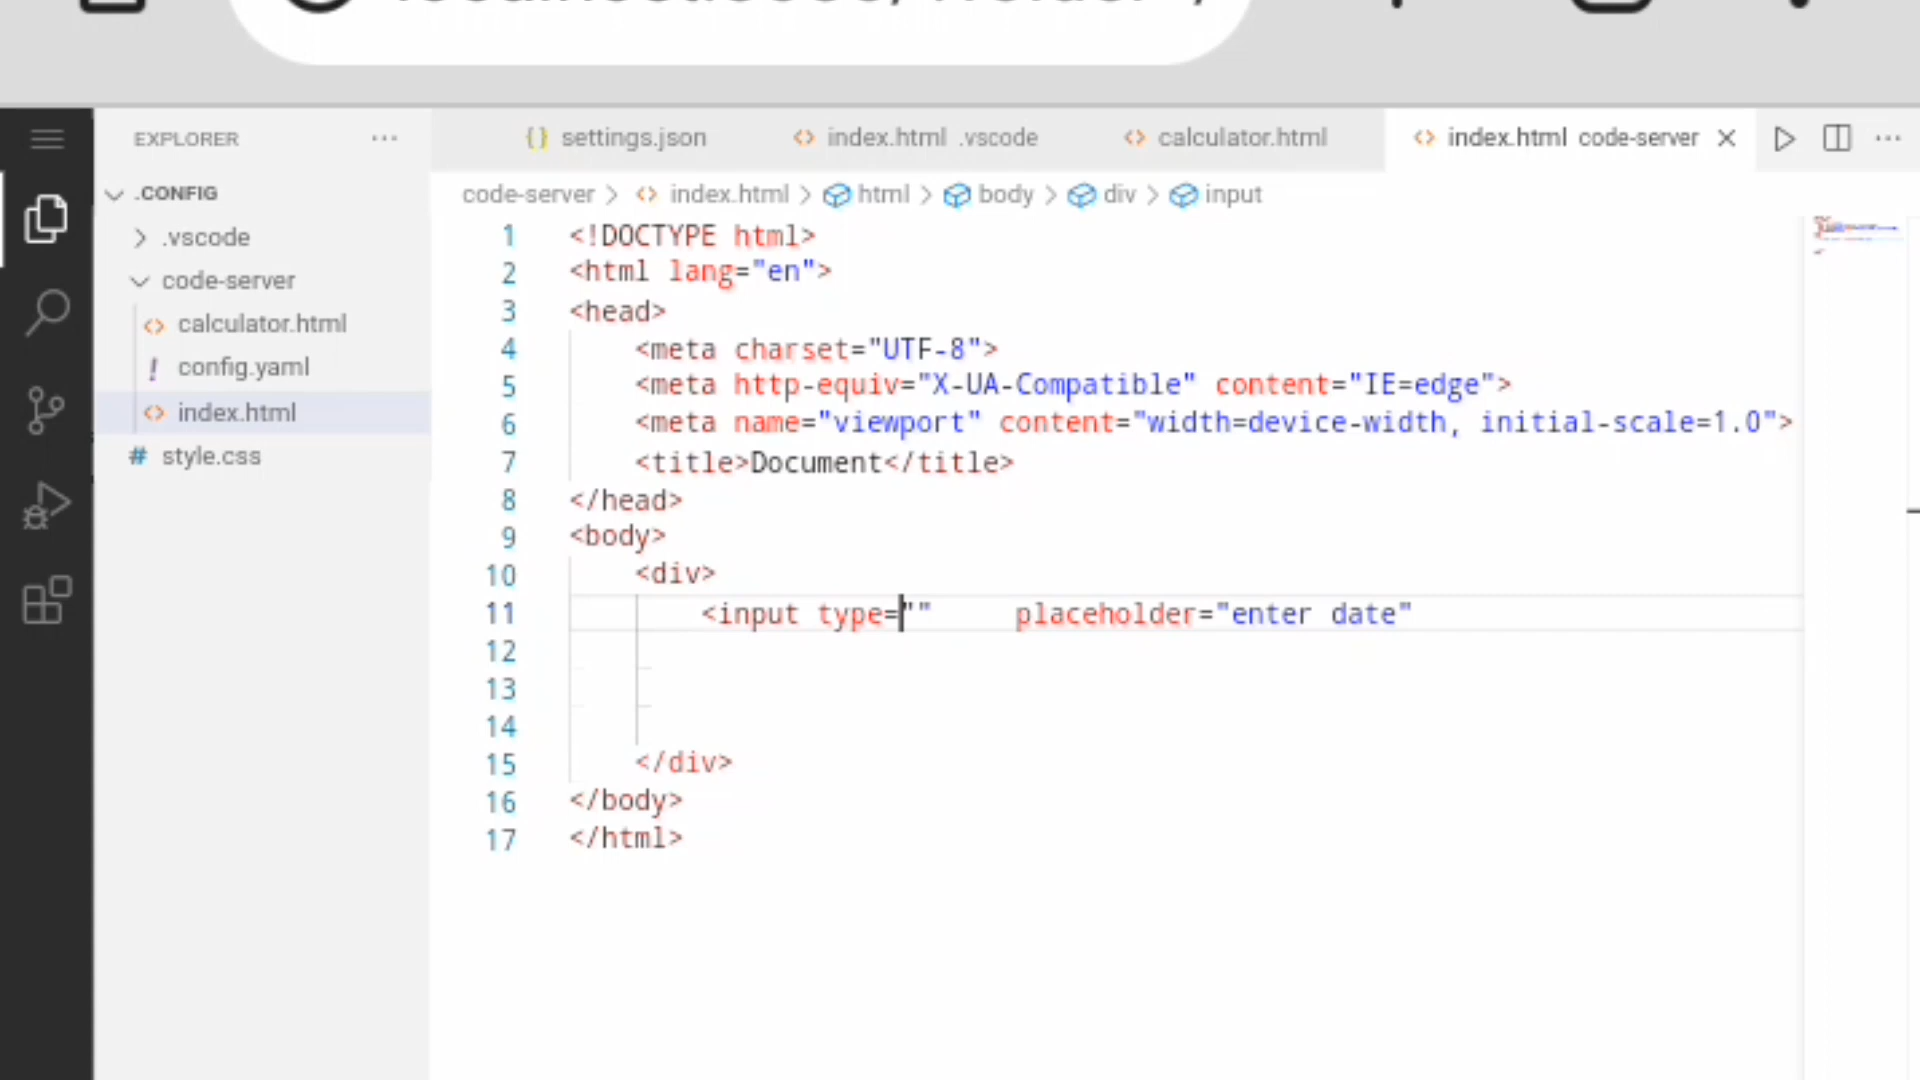 EXPLORER ...
.CONFIG
.vscode
code-server
calculator.html
! config.yaml
index.html
# style.css
{} settings.json <> index.html .vscode <> calculator.html <> index.html code-server ...
code-server > <> index.html > html > body > div > input
1 <!DOCTYPE html>
2 <html lang="en">
3 <head>
4 <meta charset="UTF-8">
5 <meta http-equiv="X-UA-Compatible" content="IE=edge">
6 <meta name="viewport" content="width=device-width, initial-scale=1.0">
7 <title>Document</title>
8 </head>
9 <body>
10 <div>
11 <input type="" placeholder="enter date"
12
13
14
15 </div>
16 </body>
17 </html>